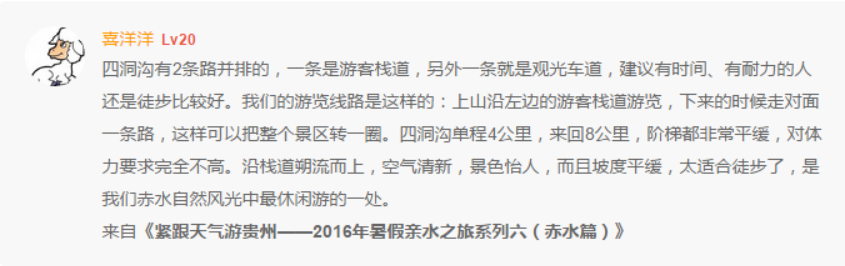 喜洋洋 Lv20
四洞沟有2条路并排的，一条是游客栈道，另外一条就是观光车道，建议有时间、有耐力的人
还是徒步比较好。我们的游览线路是这样的：上山沿左边的游客栈道游览，下来的时候走对面
一条路，这样可以把整个景区转一圈。四洞沟单程4公里，来回8公里，阶梯都非常平缓，对体
力要求完全不高。沿栈道朔流而上，空气清新，景色怡人，而且坡度平缓，太适合徒步了，是
我们赤水自然风光中最休闲游的一处。
来自《紧跟天气游贵州——2016年暑假亲水之旅系列六（赤水篇）》